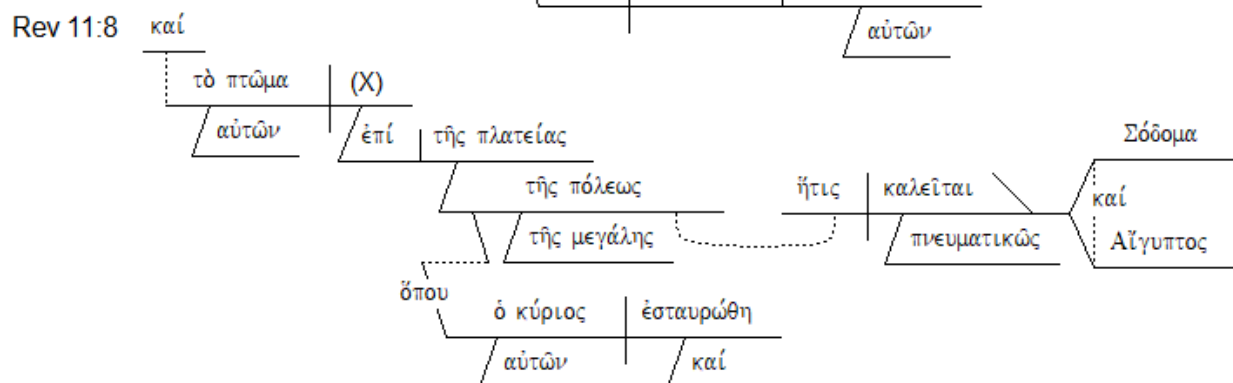 αὐτῶν
Rev 11:8 καί
τὸ πτῶμα (X)
αὐτῶν ἐπί τῆς πλατείας
Σόδομα
τῆς πόλεως ἥτις καλεῖται καί
τῆς μεγάλης πνευματικῶς Αἴγυπτος
ὅπου
ὁ κύριος ἐσταυρώθη
αὐτῶν καί